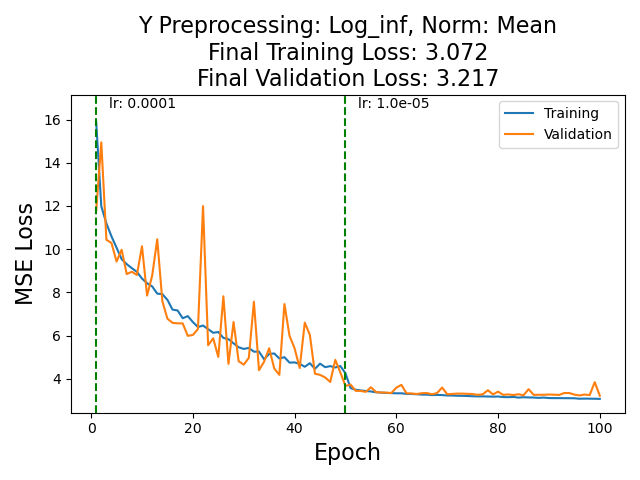 Y Preprocessing: Log_inf, Norm: Mean
Final Training Loss: 3.072
Final Validation Loss: 3.217
lr: 0.0001
lr: 1.0e-05
Training
Validation
16
14
12
10
8
6
4
MSE Loss
0
20
40
60
80
100
Epoch